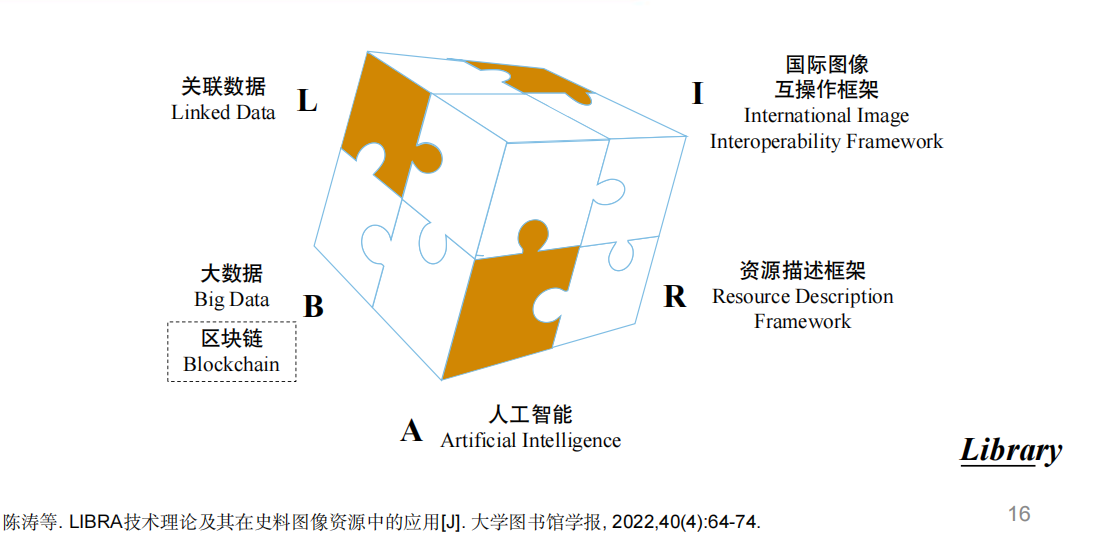 关联数据
Linked Data
L
I
国际图像
互操作框架
International Image
Interoperability Framework
大数据
Big Data
B
区块链
Blockchain
R
资源描述框架
Resource Description
Framework
A
人工智能
Artificial Intelligence
Library
陈涛等. LIBRA技术理论及其在史料图像资源中的应用[J]. 大学图书馆学报, 2022,40(4):64-74.
16